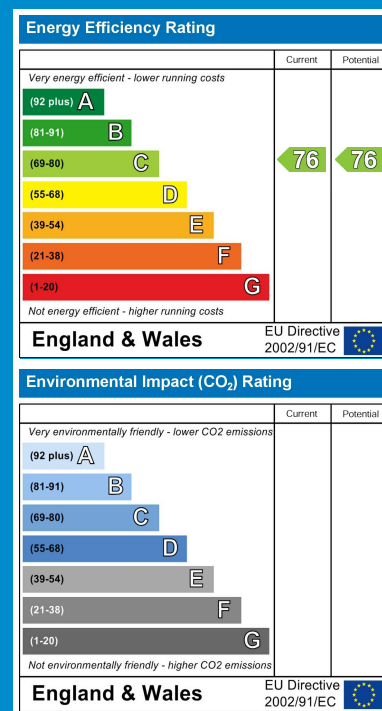 Energy Efficiency Rating
Current Potential
Very energy efficient - lower running costs
(92 plus) A
(81-91) B
(69-80) C 76 76
(55-68) D
(39-54) E
(21-38) F
(1-20) G
Not energy efficient - higher running costs
England & Wales EU Directive 2002/91/EC
Environmental Impact (CO₂) Rating
Current Potential
Very environmentally friendly - lower CO2 emissions
(92 plus) A
(81-91) B
(69-80) C
(55-68) D
(39-54) E
(21-38) F
(1-20) G
Not environmentally friendly - higher CO2 emissions
England & Wales EU Directive 2002/91/EC